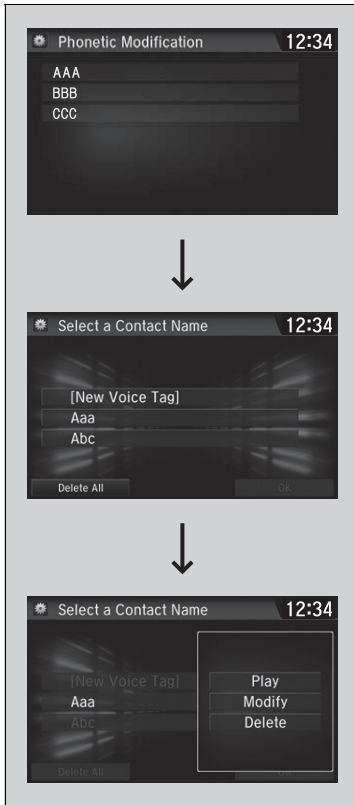 Phonetic Modification 12:34
AAA
BBB
CCC
Select a Contact Name 12:34
[New Voice Tag]
Aaa
Abc
Delete All OK
Select a Contact Name 12:34
[New Voice Tag] Play
Aaa Modify
Abc Delete
Delete All OK